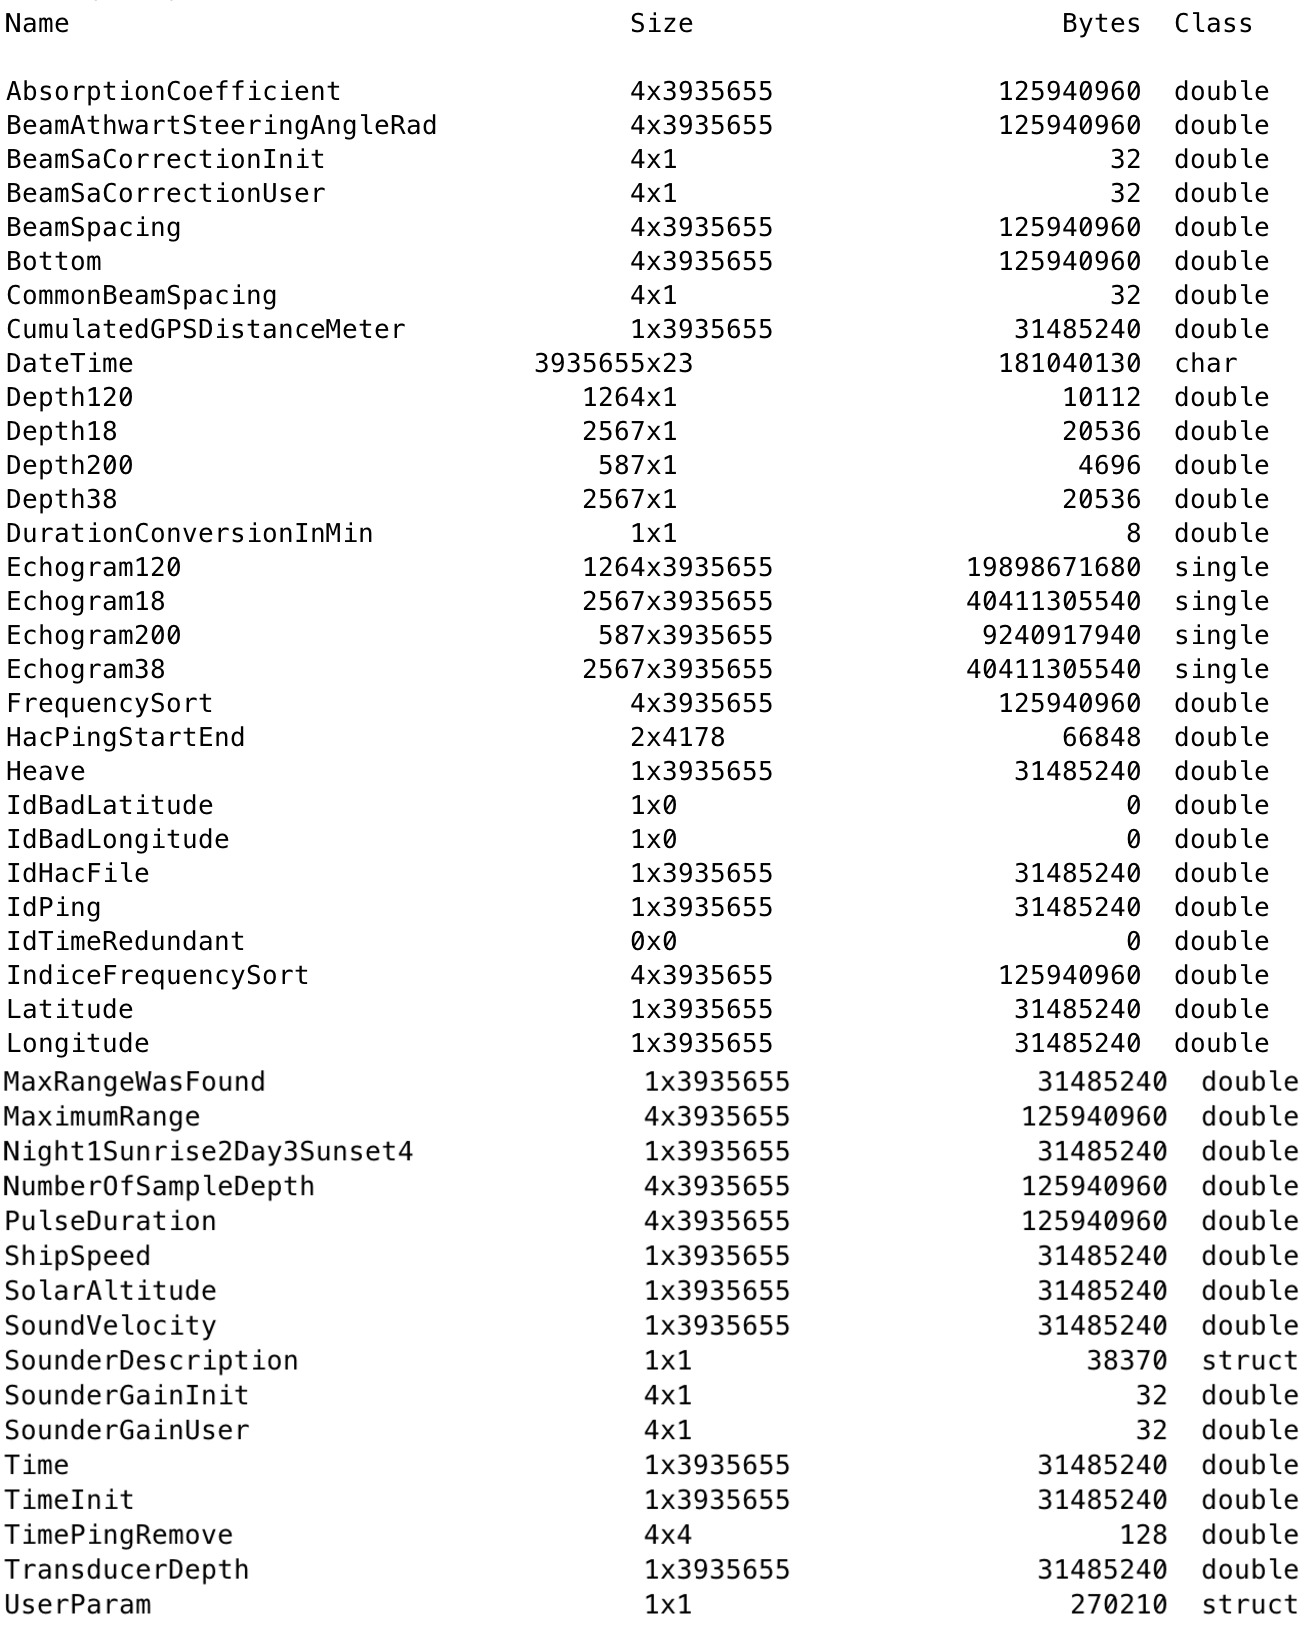 Name Size Bytes Class
AbsorptionCoefficient 4x3935655 125940960 double
BeamAthwartSteeringAngleRad 4x3935655 125940960 double
BeamSaCorrectionInit 4x1 32 double
BeamSaCorrectionUser 4x1 32 double
BeamSpacing 4x3935655 125940960 double
Bottom 4x3935655 125940960 double
CommonBeamSpacing 4x1 32 double
CumulatedGPSDistanceMeter 1x3935655 31485240 double
DateTime 3935655x23 181040130 char
Depth120 1264x1 10112 double
Depth18 2567x1 20536 double
Depth200 587x1 4696 double
Depth38 2567x1 20536 double
DurationConversionInMin 1x1 8 double
Echogram120 1264x3935655 19898671680 single
Echogram18 2567x3935655 40411305540 single
Echogram200 587x3935655 9240917940 single
Echogram38 2567x3935655 40411305540 single
FrequencySort 4x3935655 125940960 double
HacPingStartEnd 2x4178 66848 double
Heave 1x3935655 31485240 double
IdBadLatitude 1x0 0 double
IdBadLongitude 1x0 0 double
IdHacFile 1x3935655 31485240 double
IdPing 1x3935655 31485240 double
IdTimeRedundant 0x0 0 double
IndiceFrequencySort 4x3935655 125940960 double
Latitude 1x3935655 31485240 double
Longitude 1x3935655 31485240 double
MaxRangeWasFound 1x3935655 31485240 double
MaximumRange 4x3935655 125940960 double
Night1Sunrise2Day3Sunset4 1x3935655 31485240 double
NumberOfSampleDepth 4x3935655 125940960 double
PulseDuration 4x3935655 125940960 double
ShipSpeed 1x3935655 31485240 double
SolarAltitude 1x3935655 31485240 double
SoundVelocity 1x3935655 31485240 double
SounderDescription 1x1 38370 struct
SounderGainInit 4x1 32 double
SounderGainUser 4x1 32 double
Time 1x3935655 31485240 double
TimeInit 1x3935655 31485240 double
TimePingRemove 4x4 128 double
TransducerDepth 1x3935655 31485240 double
UserParam 1x1 270210 struct